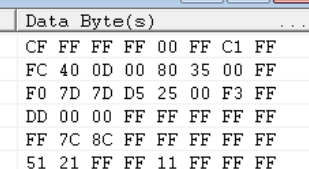 Data Byte(s) ...
CF FF FF FF 00 FF C1 FF
FC 40 0D 00 80 35 00 FF
F0 7D 7D D5 25 00 F3 FF
DD 00 00 FF FF FF FF FF
FF 7C 8C FF FF FF FF FF
51 21 FF FF 11 FF FF FF